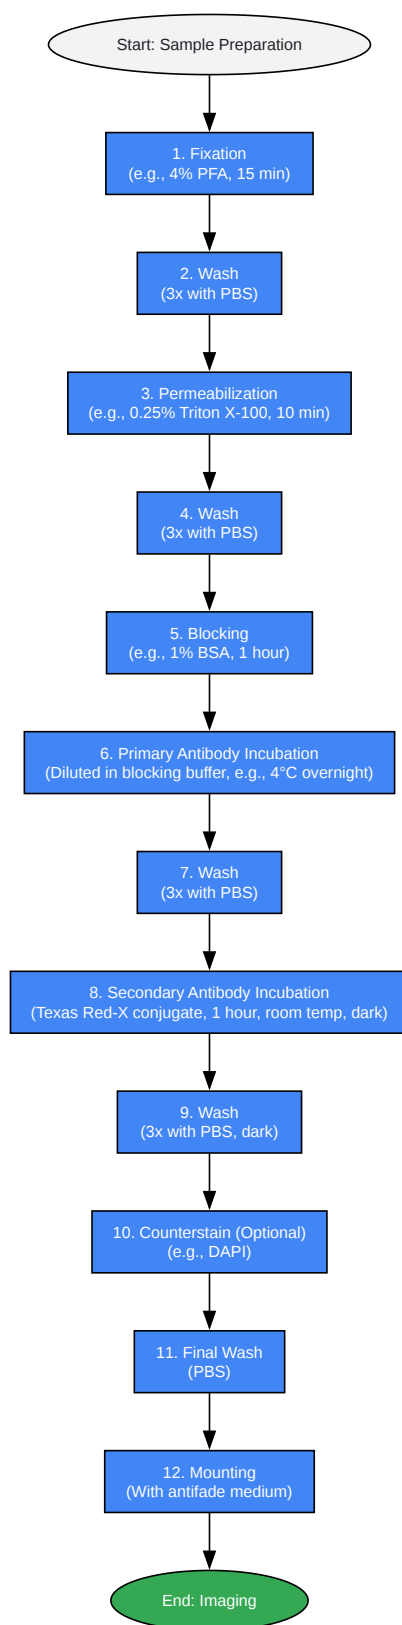 Start: Sample Preparation
1. Fixation
(e.g., 4% PFA, 15 min)
2. Wash
(3x with PBS)
3. Permeabilization
(e.g., 0.25% Triton X-100, 10 min)
4. Wash
(3x with PBS)
5. Blocking
(e.g., 1% BSA, 1 hour)
6. Primary Antibody Incubation
(Diluted in blocking buffer, e.g., 4°C overnight)
7. Wash
(3x with PBS)
8. Secondary Antibody Incubation
(Texas Red-X conjugate, 1 hour, room temp, dark)
9. Wash
(3x with PBS, dark)
10. Counterstain (Optional)
(e.g., DAPI)
11. Final Wash
(PBS)
12. Mounting
(With antifade medium)
End: Imaging